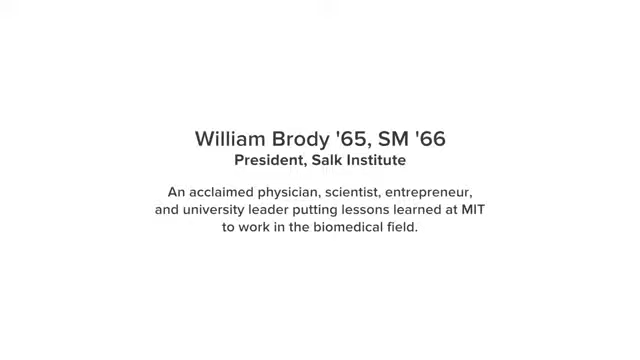 William Brody '65, SM '66
President, Salk Institute
An acclaimed physician, scientist, entrepreneur,
and university leader putting lessons learned at MIT
to work in the biomedical field.